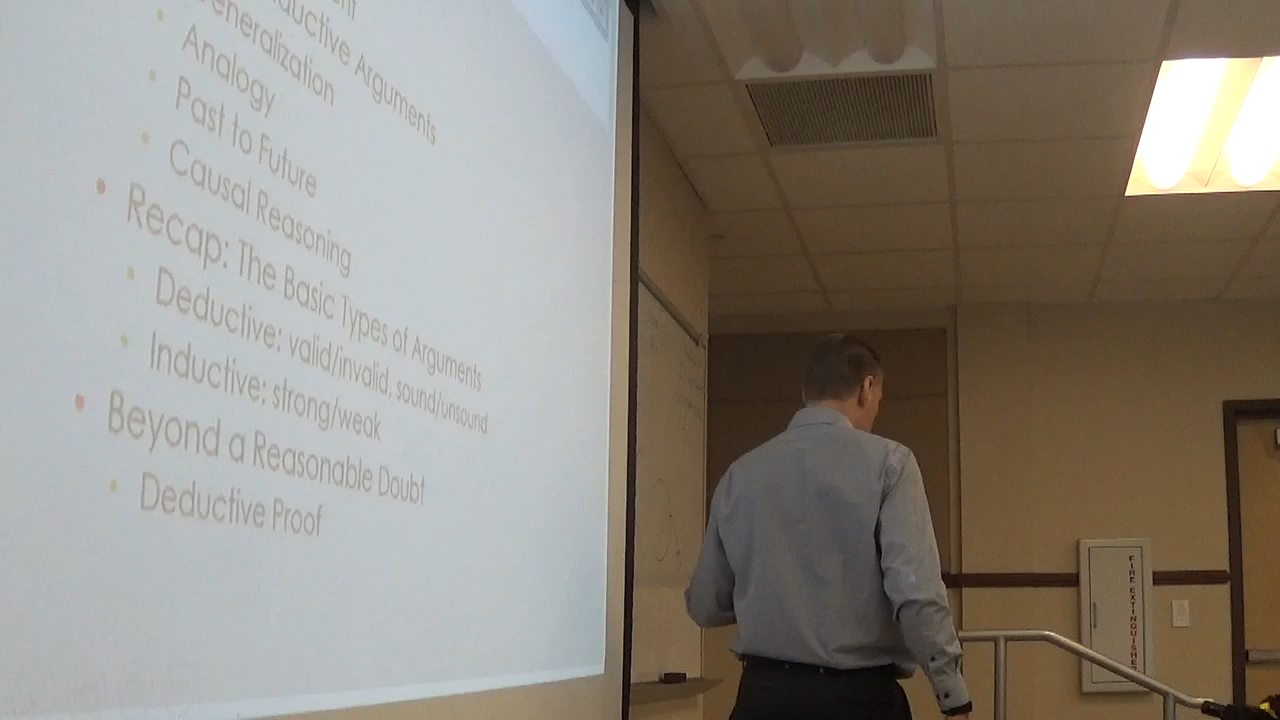 Arguments
Generalization
Analogy
Past to Future
Causal Reasoning
Recap: The Basic Types of Arguments
Deductive: valid/invalid, sound/unsound
Inductive: strong/weak
Beyond a Reasonable Doubt
Deductive Proof
FIRE EXTINGUISHER